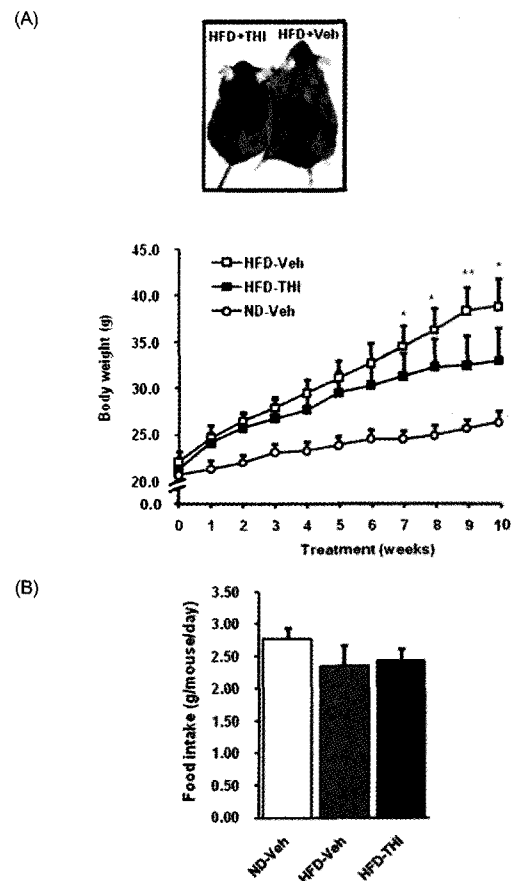 (A)
HFD+THI HFD+Veh
45.0
40.0
35.0
30.0
25.0
20.0
0.0
Body weight (g)
HFD-Veh
HFD-THI
ND-Veh
* * ** *
0 1 2 3 4 5 6 7 8 9 10
Treatment (weeks)
(B)
3.50
3.00
2.50
2.00
1.50
1.00
0.50
0.00
Food intake (g/mouse/day)
ND-Veh HFD-Veh HFD-THI